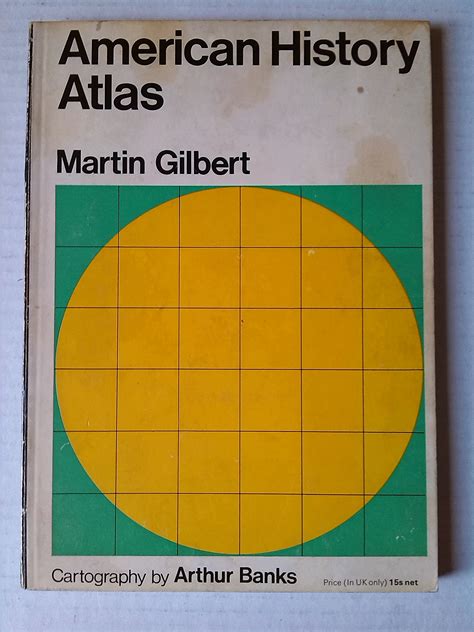 American History
Atlas
Martin Gilbert
Cartography by Arthur Banks
Price (In UK only) 15s net